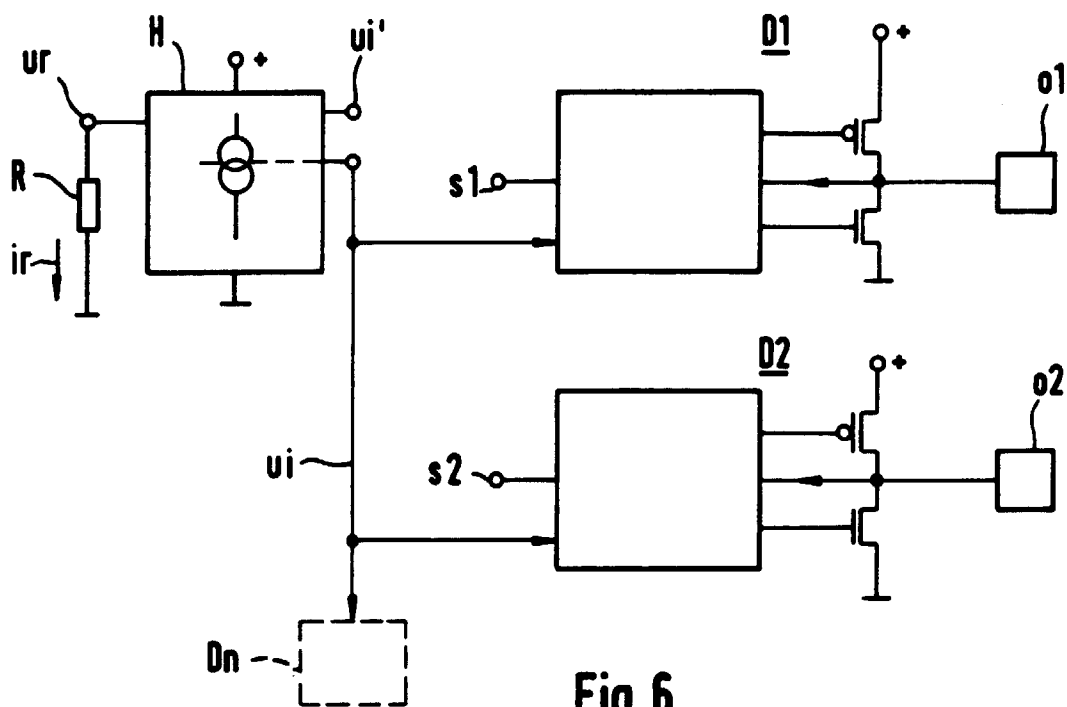 ur
H
ui'
+
R
ir
D1
+
o1
s1
ui
D2
+
o2
s2
Dn
Fig.6